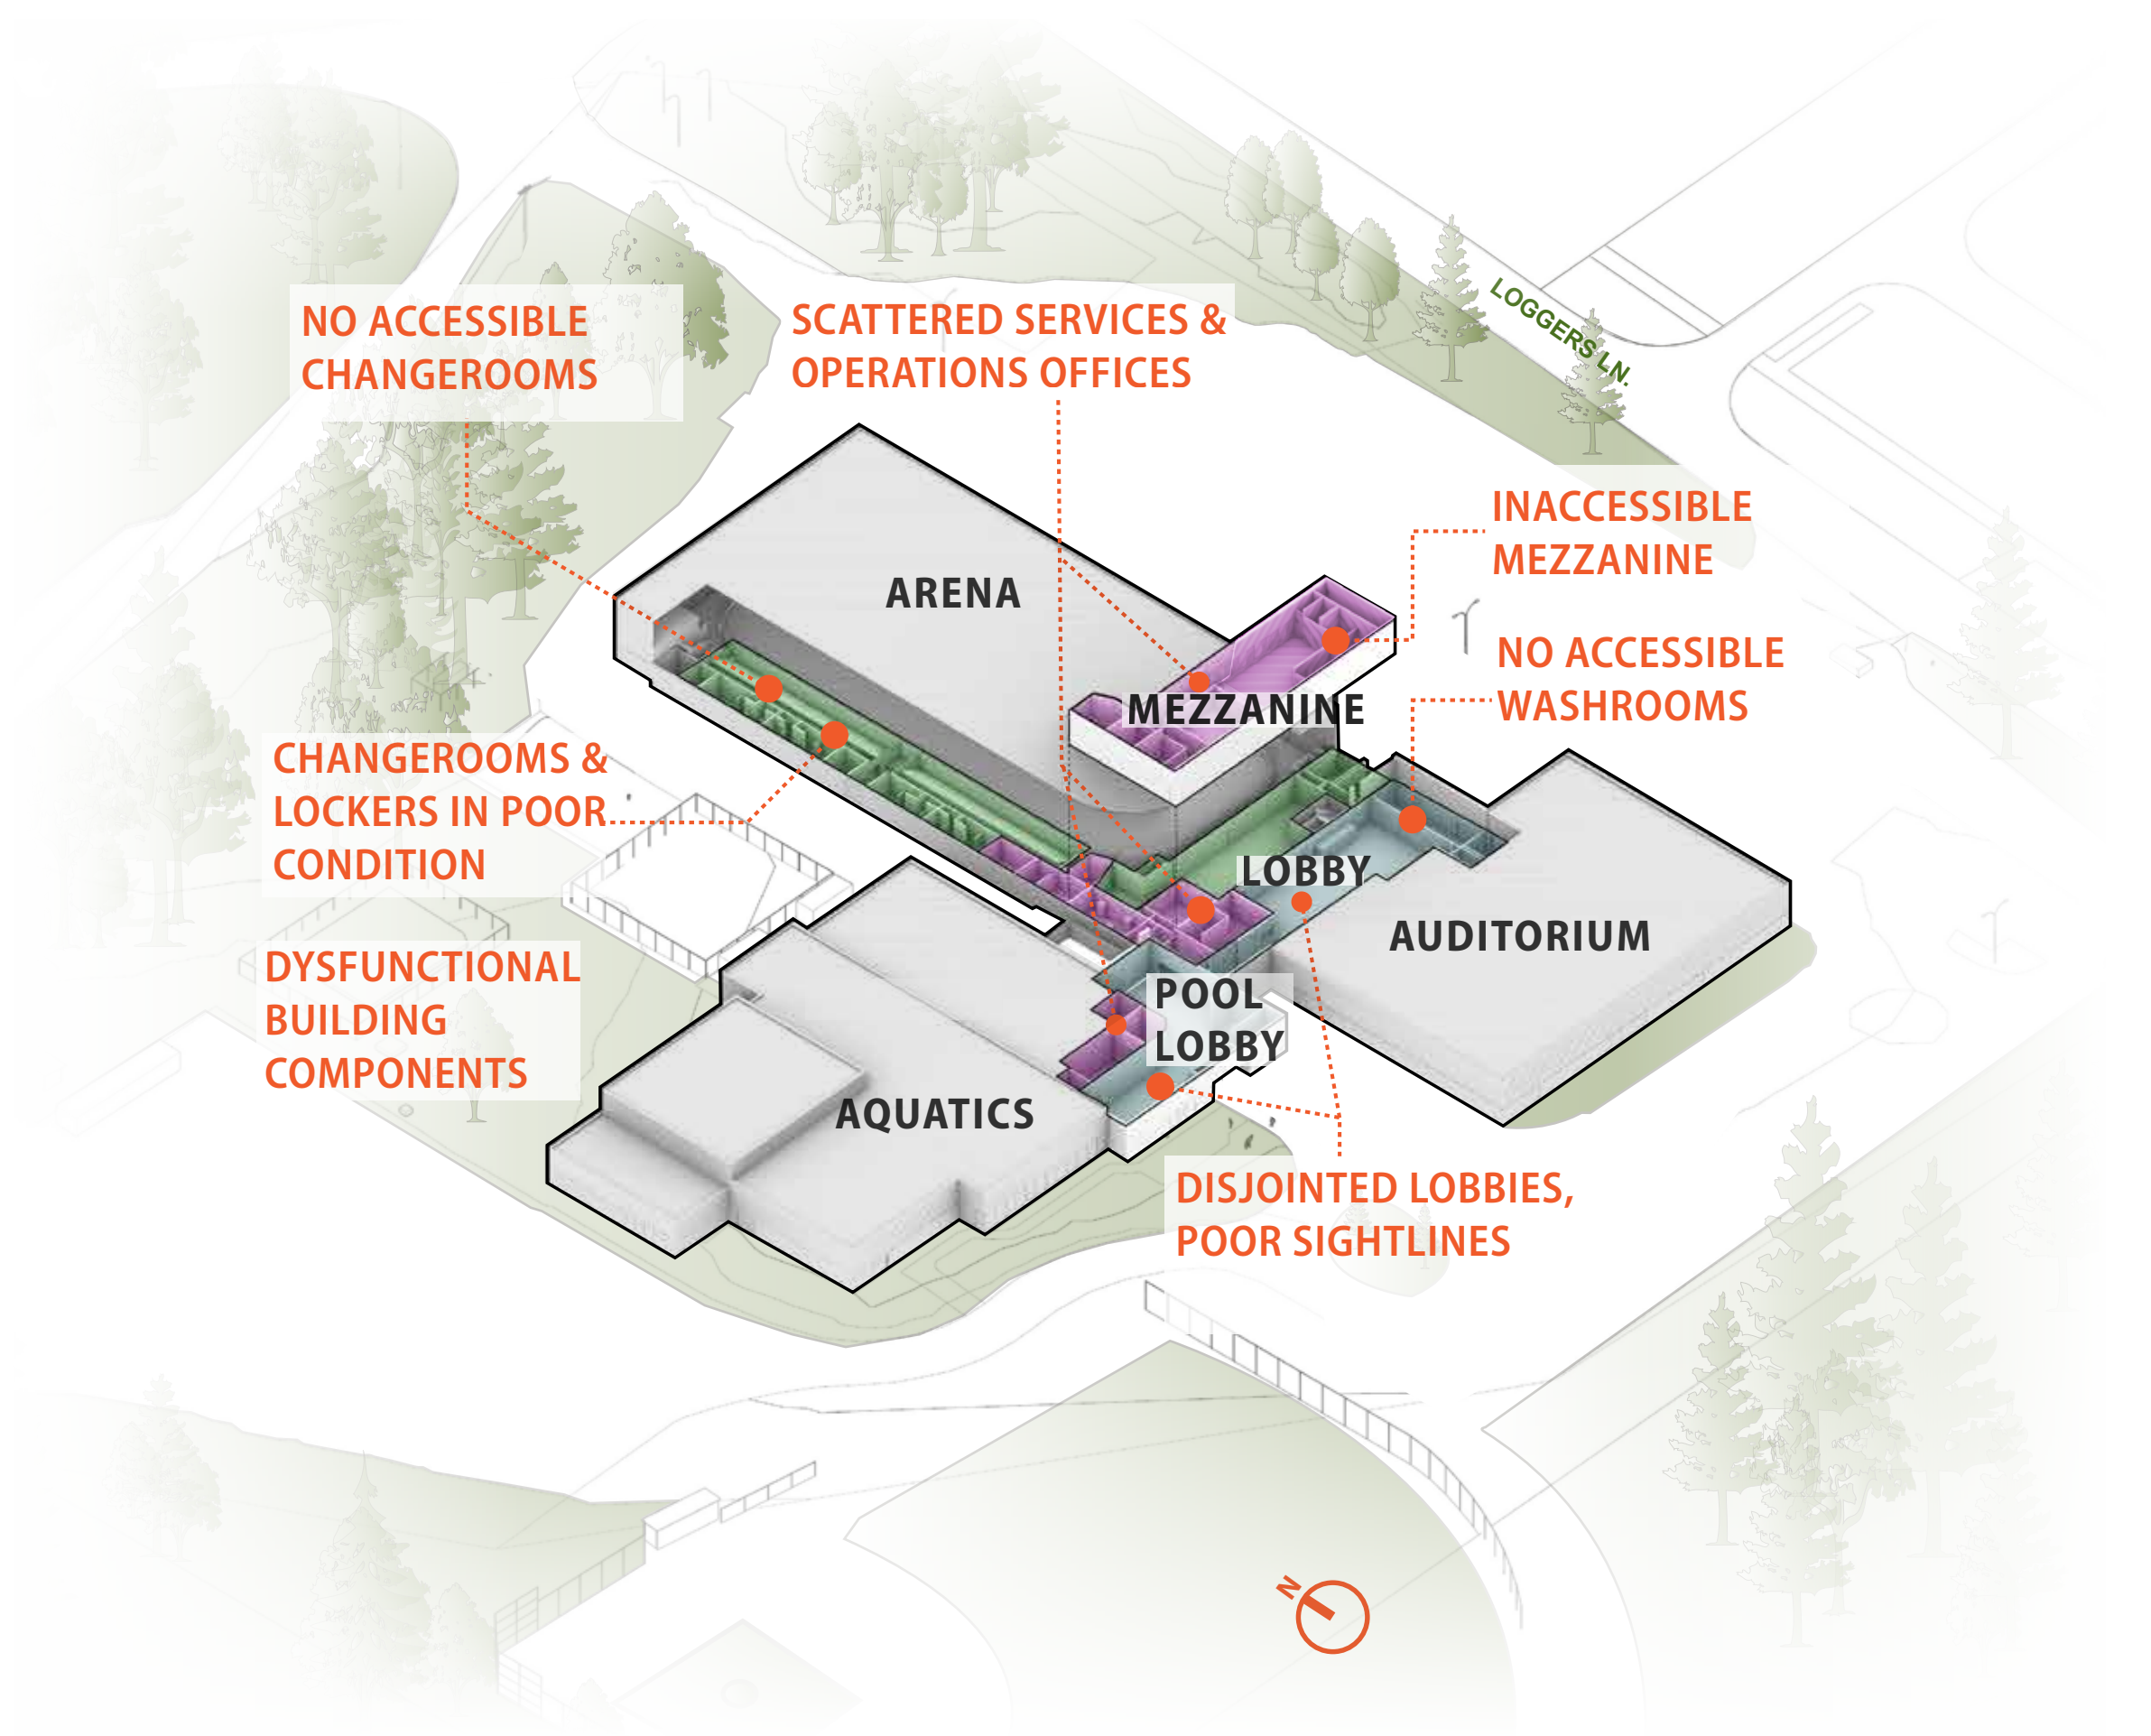 NO ACCESSIBLE
CHANGEROOMS
SCATTERED SERVICES &
OPERATIONS OFFICES
LOGGERS LN.
INACCESSIBLE
MEZZANINE
ARENA
NO ACCESSIBLE
WASHROOMS
MEZZANINE
CHANGEROOMS &
LOCKERS IN POOR
CONDITION
LOBBY
AUDITORIUM
DYSFUNCTIONAL
BUILDING
COMPONENTS
POOL
LOBBY
AQUATICS
DISJOINTED LOBBIES,
POOR SIGHTLINES
N